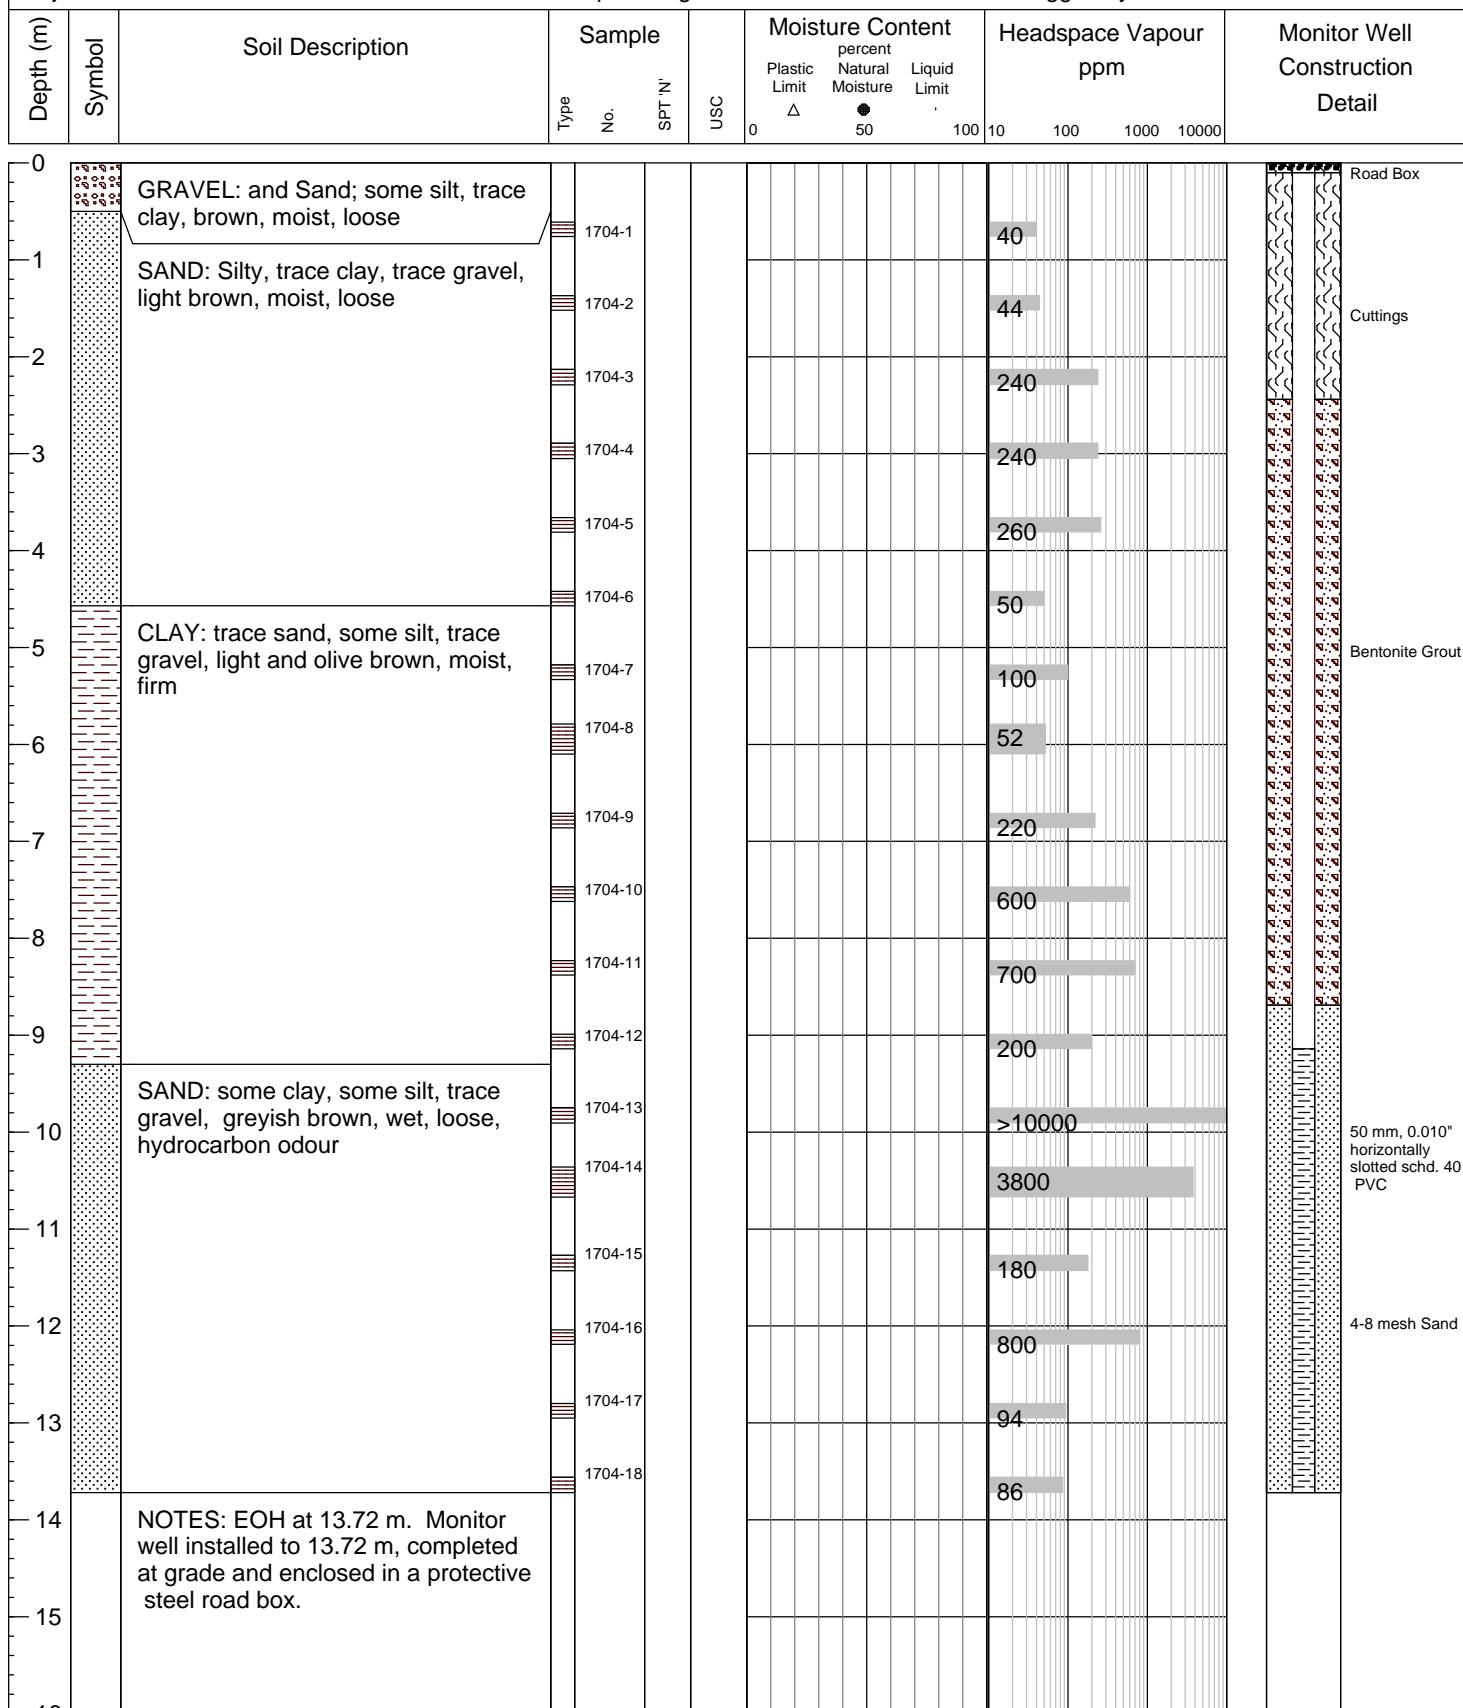 Depth (m)
Symbol
Soil Description
Sample
Type
No.
SPT 'N'
USC
Moisture Content
percent
Plastic Limit
Natural Moisture
Liquid Limit
0 50 100
Headspace Vapour
ppm
10 100 1000 10000
Monitor Well
Construction
Detail
0
GRAVEL: and Sand; some silt, trace
clay, brown, moist, loose
Road Box
1704-1
40
1
SAND: Silty, trace clay, trace gravel,
light brown, moist, loose
1704-2
44
Cuttings
2
1704-3
240
3
1704-4
240
1704-5
260
4
1704-6
50
CLAY: trace sand, some silt, trace
gravel, light and olive brown, moist,
firm
5
Bentonite Grout
1704-7
100
1704-8
52
6
1704-9
220
7
1704-10
600
8
1704-11
700
9
1704-12
200
SAND: some clay, some silt, trace
gravel, greyish brown, wet, loose,
hydrocarbon odour
1704-13
>10000
10
50 mm, 0.010"
horizontally
slotted schd. 40
PVC
1704-14
3800
11
1704-15
180
12
1704-16
800
4-8 mesh Sand
1704-17
94
13
1704-18
86
14
NOTES: EOH at 13.72 m. Monitor
well installed to 13.72 m, completed
at grade and enclosed in a protective
steel road box.
15